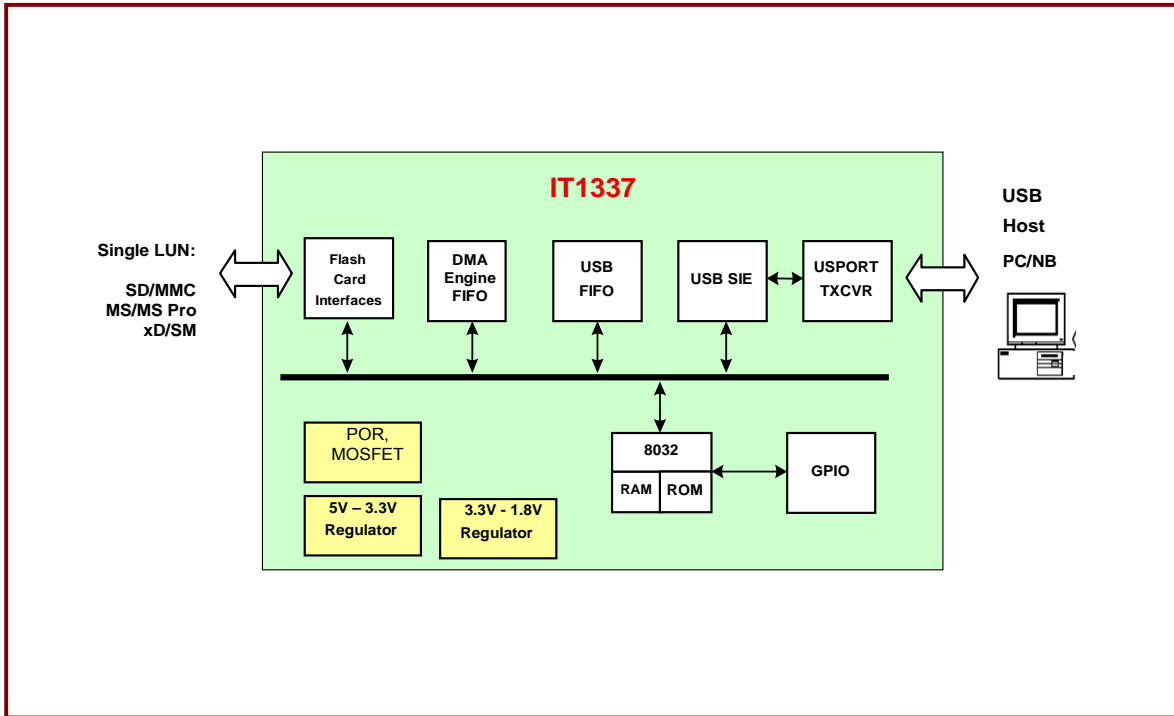 IT1337
Single LUN:
SD/MMC
MS/MS Pro
xD/SM
Flash
Card
Interfaces
DMA
Engine
FIFO
USB
FIFO
USB SIE
USPORT
TXCVR
USB
Host
PC/NB
POR,
MOSFET
5V – 3.3V
Regulator
3.3V - 1.8V
Regulator
8032
RAM
ROM
GPIO